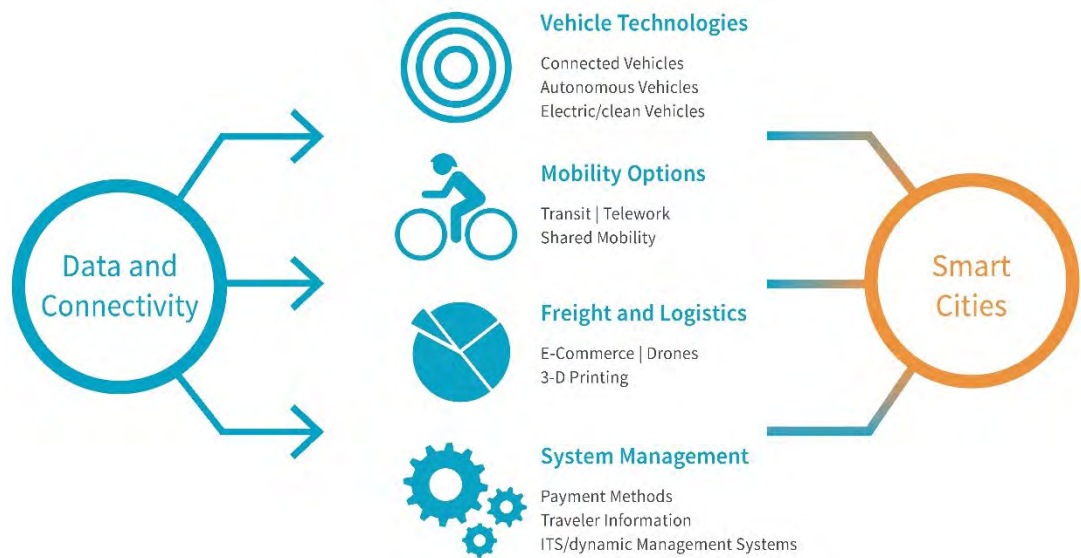 Data and
Connectivity
Vehicle Technologies
Connected Vehicles
Autonomous Vehicles
Electric/clean Vehicles
Mobility Options
Transit | Telework
Shared Mobility
Freight and Logistics
E-Commerce | Drones
3-D Printing
System Management
Payment Methods
Traveler Information
ITS/dynamic Management Systems
Smart
Cities